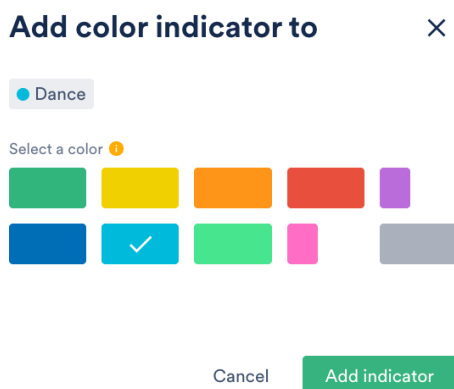 Add color indicator to
Dance
Select a color
Cancel
Add indicator